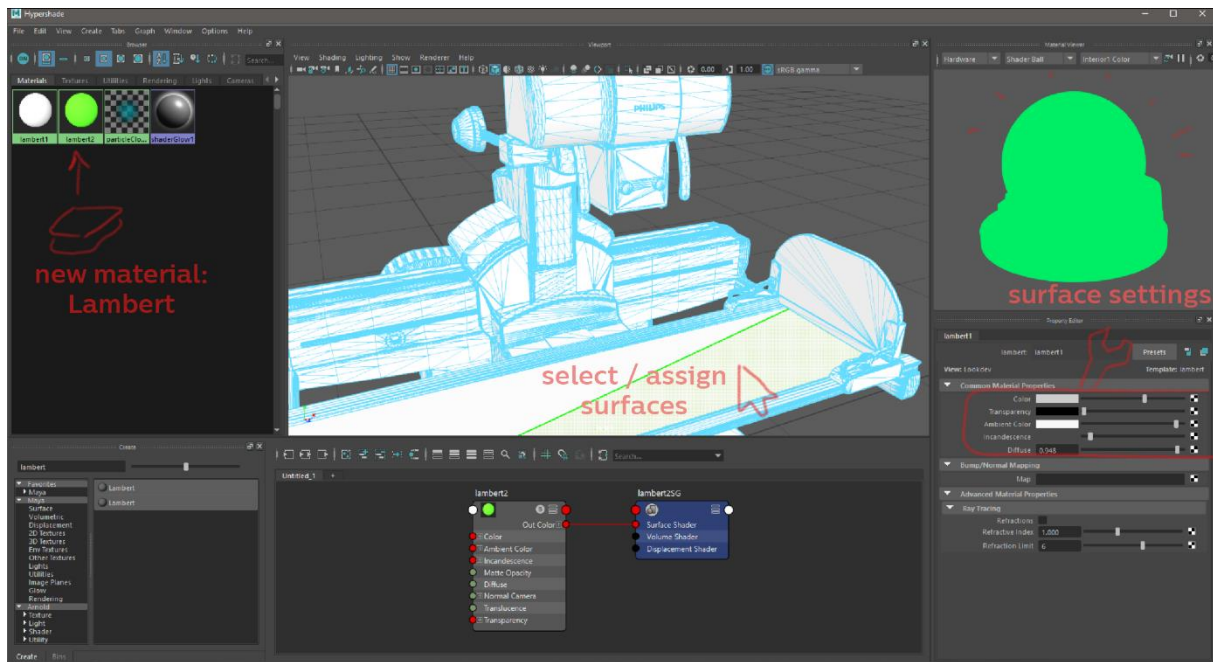 Hypershade
File Edit View Create Tabs Graph Window Options Help
Browser
Search...
Materials Textures Utilities Rendering Lights Cameras
lambert1 lambert2 particleClo... shaderGlow1
new material:
Lambert
Viewport
View Shading Lighting Show Renderer Help
0.00 1.00 sRGB gamma
PHILIPS
select / assign
surfaces
Material Viewer
Hardware Shader Ball Interior1 Color
surface settings
Property Editor
lambert1
lambert: lambert1 Presets
View: Lookdev Template: lambert
Common Material Properties
Color
Transparency
Ambient Color
Incandescence
Diffuse 0.945
Bump/Normal Mapping
Map
Advanced Material Properties
Ray Tracing
Refractions
Refractive Index 1.000
Refraction Limit 6
Create
lambert
Favorites
Maya
Maya
Surface
Volumetric
Displacement
2D Textures
3D Textures
Env Textures
Other Textures
Lights
Utilities
Image Planes
Glow
Rendering
Arnold
Texture
Light
Shader
Utility
Lambert
Lambert
Create Bins
Search...
Untitled_1 +
lambert2
Out Color
Color
Ambient Color
Incandescence
Matte Opacity
Diffuse
Normal Camera
Translucence
Transparency
lambert2SG
Surface Shader
Volume Shader
Displacement Shader